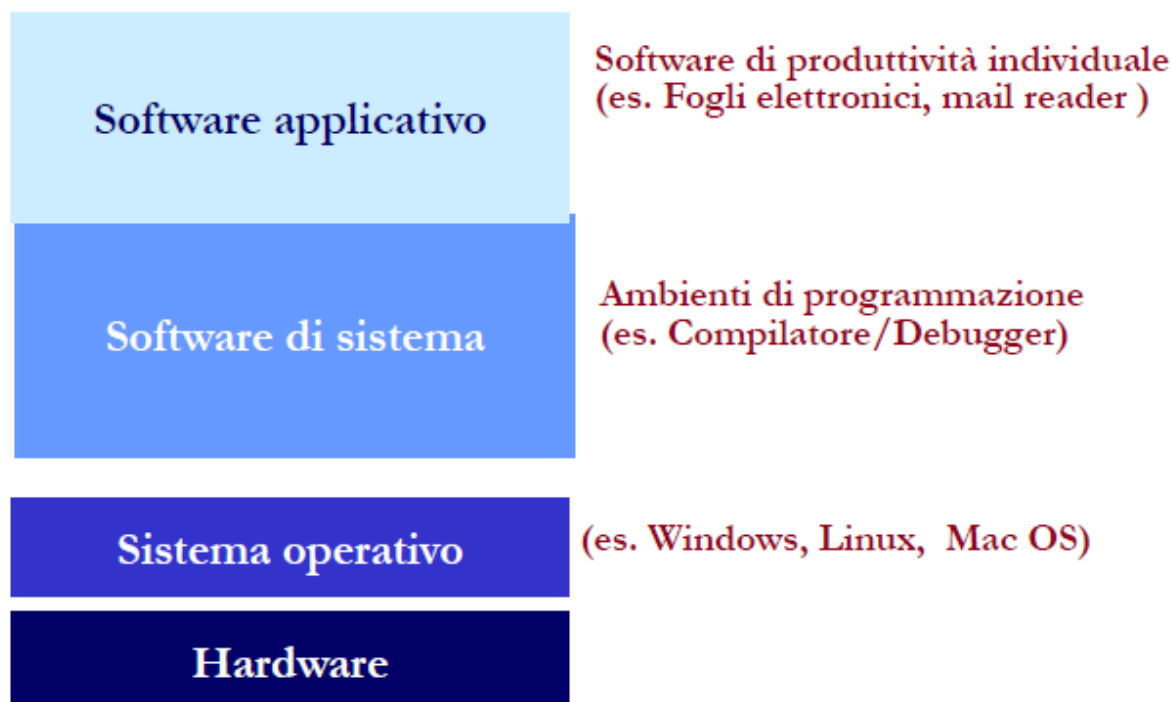 Software applicativo
Software di produttività individuale
(es. Fogli elettronici, mail reader )
Software di sistema
Ambienti di programmazione
(es. Compilatore/Debugger)
Sistema operativo
(es. Windows, Linux, Mac OS)
Hardware